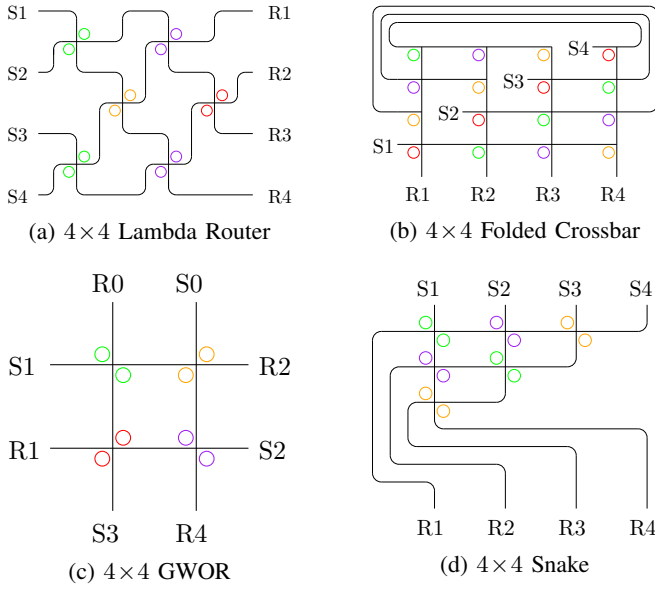 S1 R1
S2 R2
S3 R3
S4 R4
(a) 4×4 Lambda Router
S4
S3
S2
S1
R1 R2 R3 R4
(b) 4×4 Folded Crossbar
R0 S0
S1 R2
R1 S2
S3 R4
(c) 4×4 GWOR
S1 S2 S3 S4
R1 R2 R3 R4
(d) 4×4 Snake